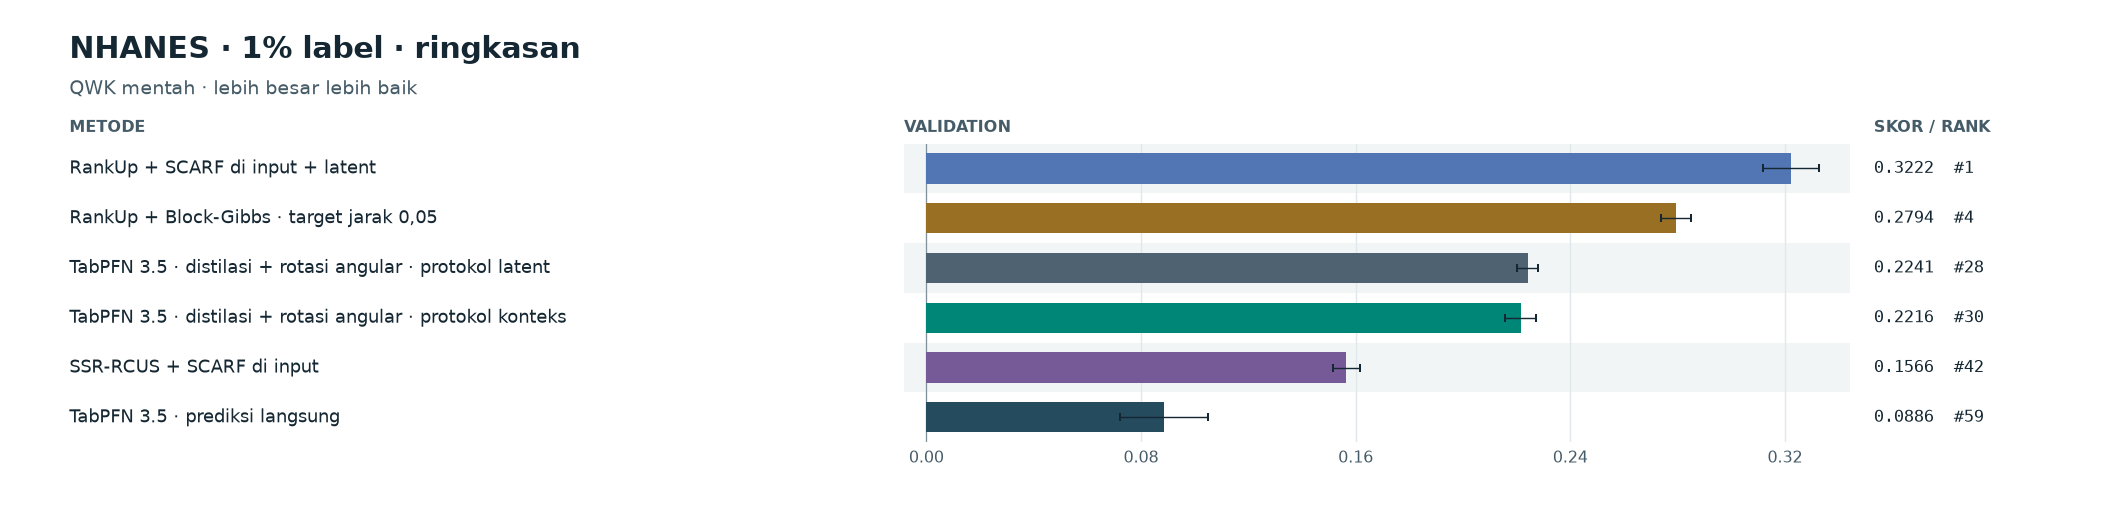 NHANES · 1% label · ringkasan
QWK mentah · lebih besar lebih baik
METODE VALIDATION SKOR / RANK
RankUp + SCARF di input + latent 0.3222 #1
RankUp + Block-Gibbs · target jarak 0,05 0.2794 #4
TabPFN 3.5 · distilasi + rotasi angular · protokol latent 0.2241 #28
TabPFN 3.5 · distilasi + rotasi angular · protokol konteks 0.2216 #30
SSR-RCUS + SCARF di input 0.1566 #42
TabPFN 3.5 · prediksi langsung 0.0886 #59
0.00 0.08 0.16 0.24 0.32